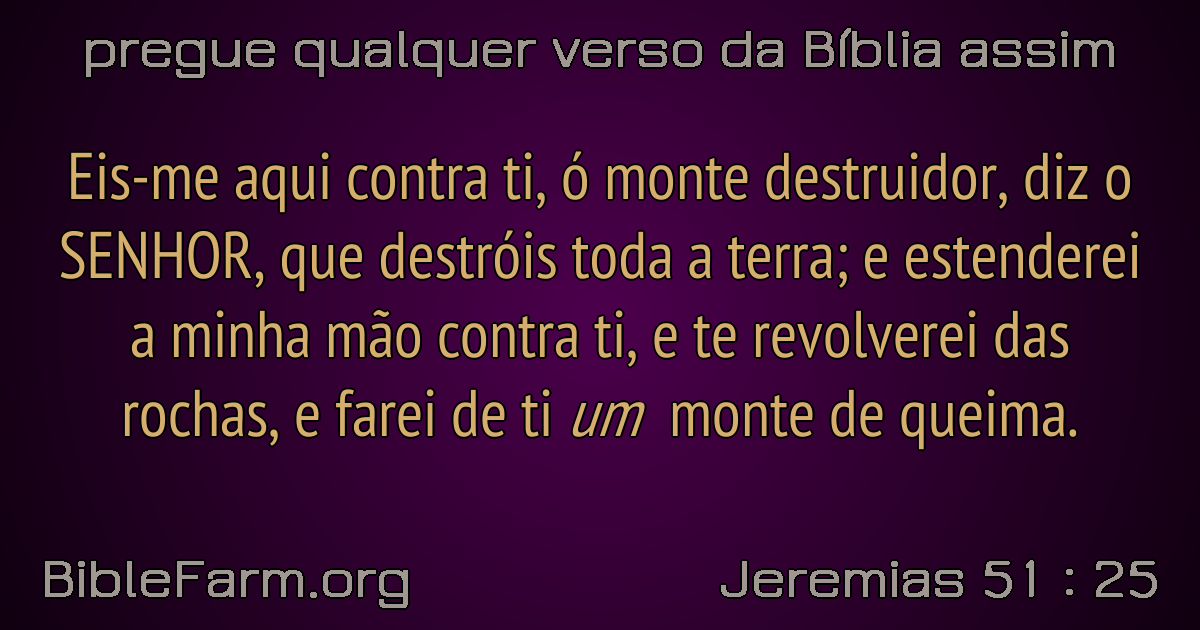 pregue qualquer verso da Bíblia assim
Eis-me aqui contra ti, ó monte destruidor, diz o
SENHOR, que destróis toda a terra; e estenderei
a minha mão contra ti, e te revolverei das
rochas, e farei de ti um monte de queima.
BibleFarm.org
Jeremias 51 : 25